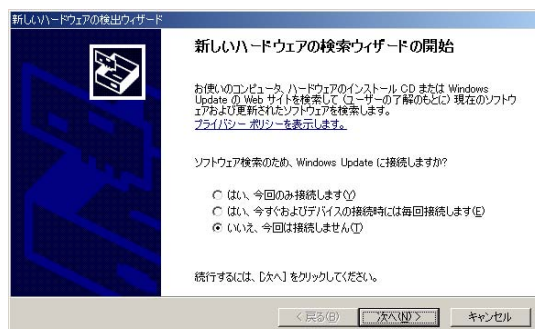 新しいハードウェアの検出ウィザード
新しいハードウェアの検索ウィザードの開始
お使いのコンピュータ、ハードウェアのインストール CD または Windows
Update の Web サイトを検索して (ユーザーの了解のもとに) 現在のソフトウ
ェアおよび更新されたソフトウェアを検索します。
プライバシー ポリシーを表示します。
ソフトウェア検索のため、Windows Update に接続しますか?
はい、今回のみ接続します(Y)
はい、今すぐおよびデバイスの接続時には毎回接続します(E)
いいえ、今回は接続しません(T)
続行するには、[次へ] をクリックしてください。
< 戻る(B) 次へ(N) > キャンセル